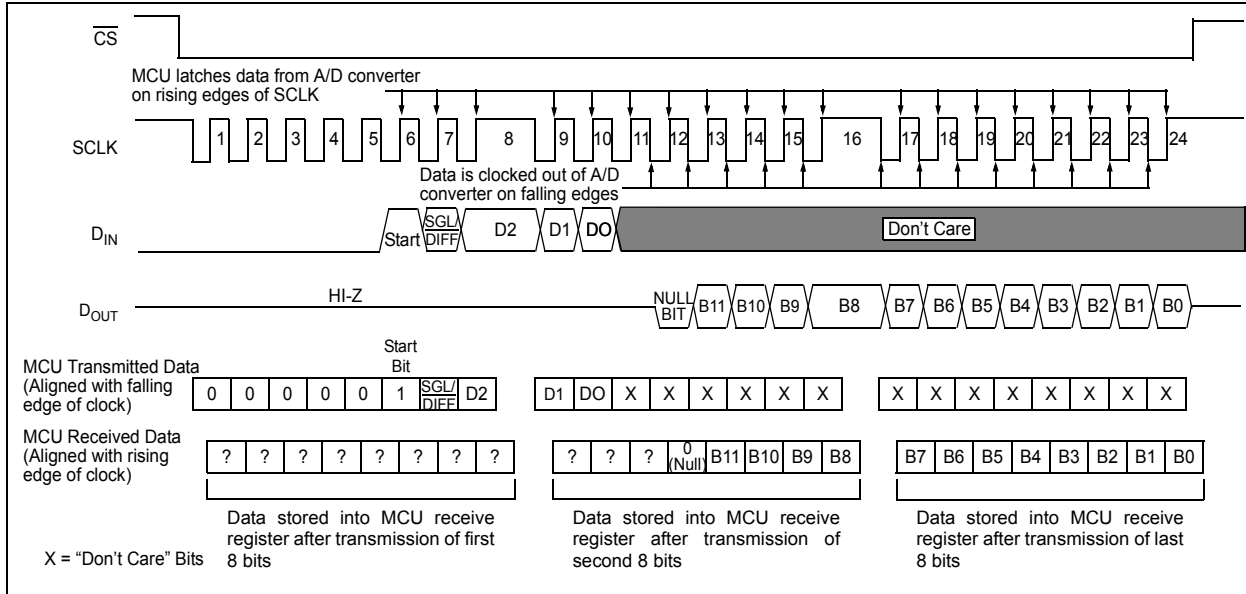 CS
MCU latches data from A/D converter
on rising edges of SCLK
SCLK
1 2 3 4 5 6 7 8 9 10 11 12 13 14 15 16 17 18 19 20 21 22 23 24
Data is clocked out of A/D
converter on falling edges
DIN
Start SGL/DIFF D2 D1 DO Don't Care
HI-Z
DOUT
NULL BIT B11 B10 B9 B8 B7 B6 B5 B4 B3 B2 B1 B0
Start
Bit
MCU Transmitted Data
(Aligned with falling
edge of clock)
0 0 0 0 0 1 SGL/DIFF D2 D1 DO X X X X X X X X X X X X X X
MCU Received Data
(Aligned with rising
edge of clock)
? ? ? ? ? ? ? ? ? ? ? 0 (Null) B11 B10 B9 B8 B7 B6 B5 B4 B3 B2 B1 B0
Data stored into MCU receive
register after transmission of first
8 bits
Data stored into MCU receive
register after transmission of
second 8 bits
Data stored into MCU receive
register after transmission of last
8 bits
X = “Don't Care” Bits